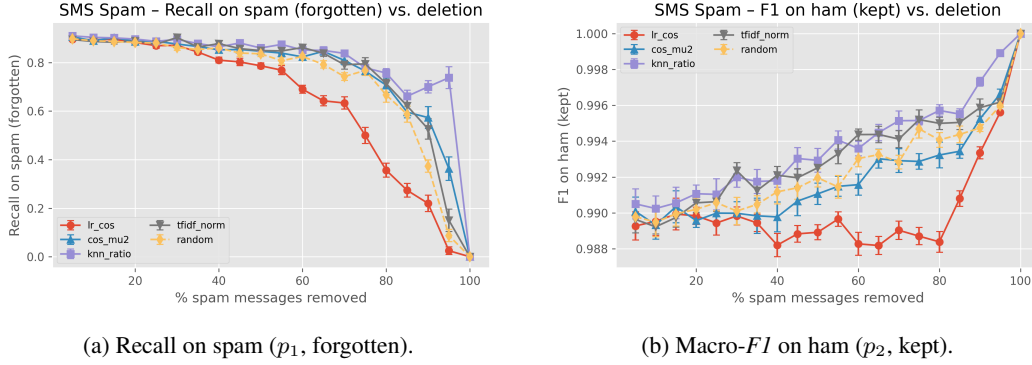 SMS Spam – Recall on spam (forgotten) vs. deletion
Recall on spam (forgotten)
0.8
0.6
0.4
0.2
0.0
lr_cos
cos_mu2
knn_ratio
tfidf_norm
random
20
40
60
80
100
% spam messages removed
(a) Recall on spam (p1, forgotten).
SMS Spam – F1 on ham (kept) vs. deletion
F1 on ham (kept)
1.000
0.998
0.996
0.994
0.992
0.990
0.988
lr_cos
cos_mu2
knn_ratio
tfidf_norm
random
20
40
60
80
100
% spam messages removed
(b) Macro-F1 on ham (p2, kept).